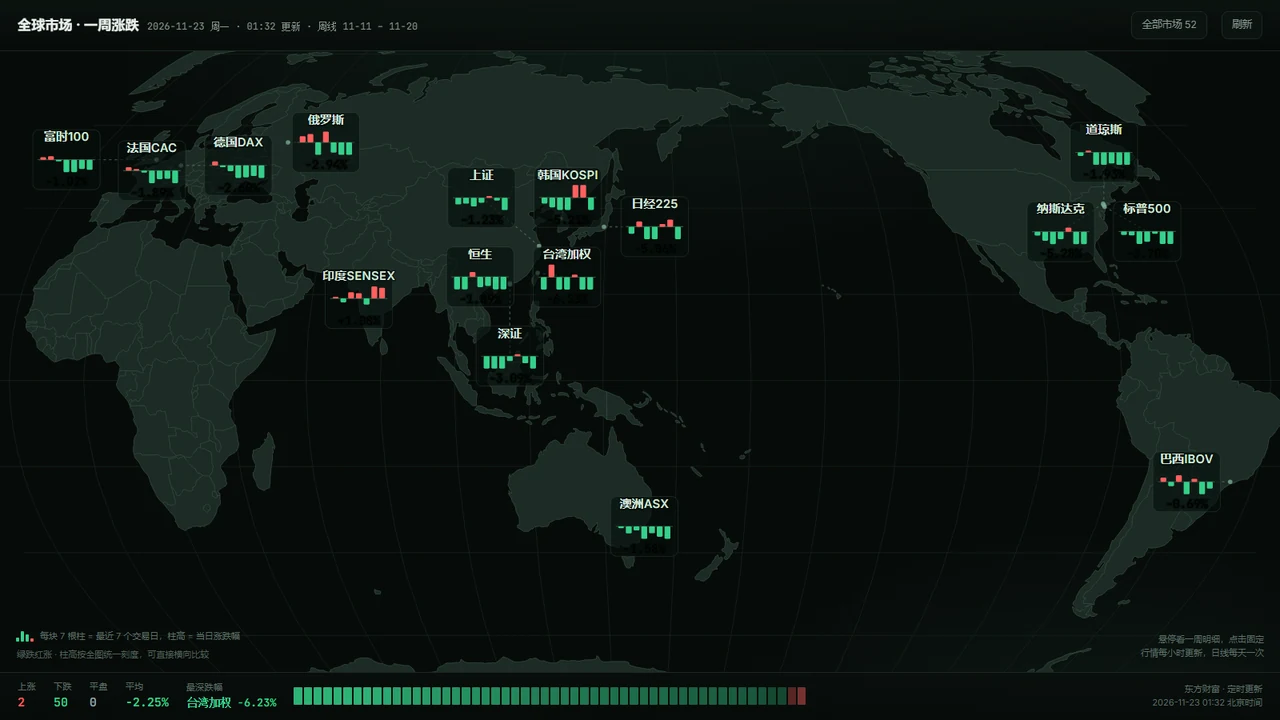 全球市场 · 一周涨跌 2026-11-23 周一 · 01:32 更新 · 周线 11-11 – 11-20
全部市场 52
刷新
俄罗斯
-2.94%
富时100
法国CAC
德国DAX
道琼斯
上证
-1.23%
韩国KOSPI
日经225
纳斯达克
标普500
恒生
台湾加权
印度SENSEX
深证
巴西IBOV
-0.69%
澳洲ASX
每块 7 根柱 = 最近 7 个交易日，柱高 = 当日涨跌幅
绿跌红涨 · 柱高按全图统一刻度，可直接横向比较
悬停看一周明细，点击固定
行情每小时更新，日线每天一次
上涨 下跌 平盘 平均 最深跌幅
2 50 0 -2.25% 台湾加权 -6.23%
东方财富 · 定时更新
2026-11-23 01:32 北京时间